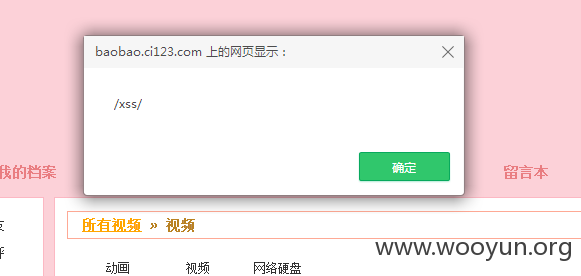 baobao.ci123.com 上的网页显示：
/xss/
确定
我的档案
留言本
所有视频 » 视频
评
动画 视频 网络硬盘
www.wooyun.org